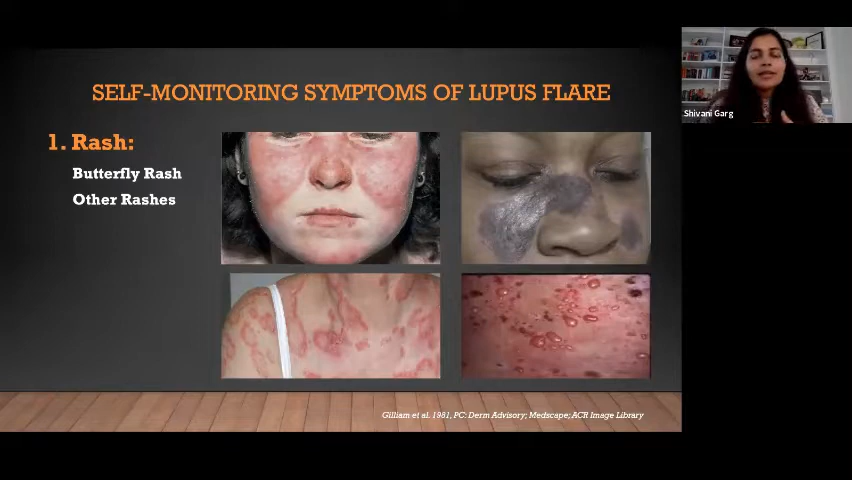 SELF-MONITORING SYMPTOMS OF LUPUS FLARE
1. Rash:
Butterfly Rash
Other Rashes
Gilliam et al. 1981, PC: Derm Advisory; Medscape; ACR Image Library
Shivani Garg